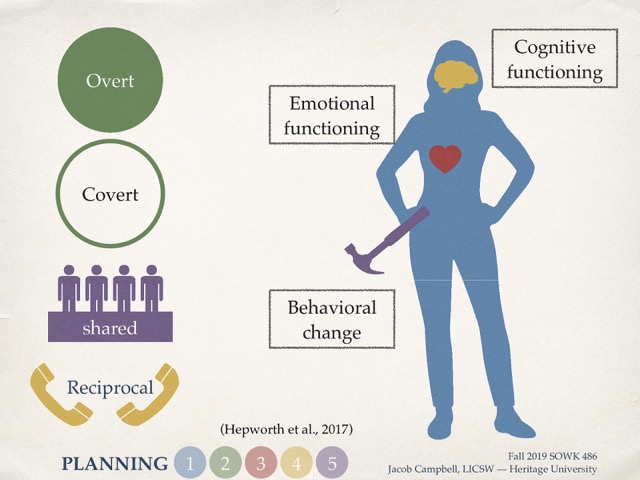 Overt
Covert
shared
Reciprocal
Cognitive
functioning
Emotional
functioning
Behavioral
change
(Hepworth et al., 2017)
PLANNING 1 2 3 4 5
Fall 2019 SOWK 486
Jacob Campbell, LICSW — Heritage University